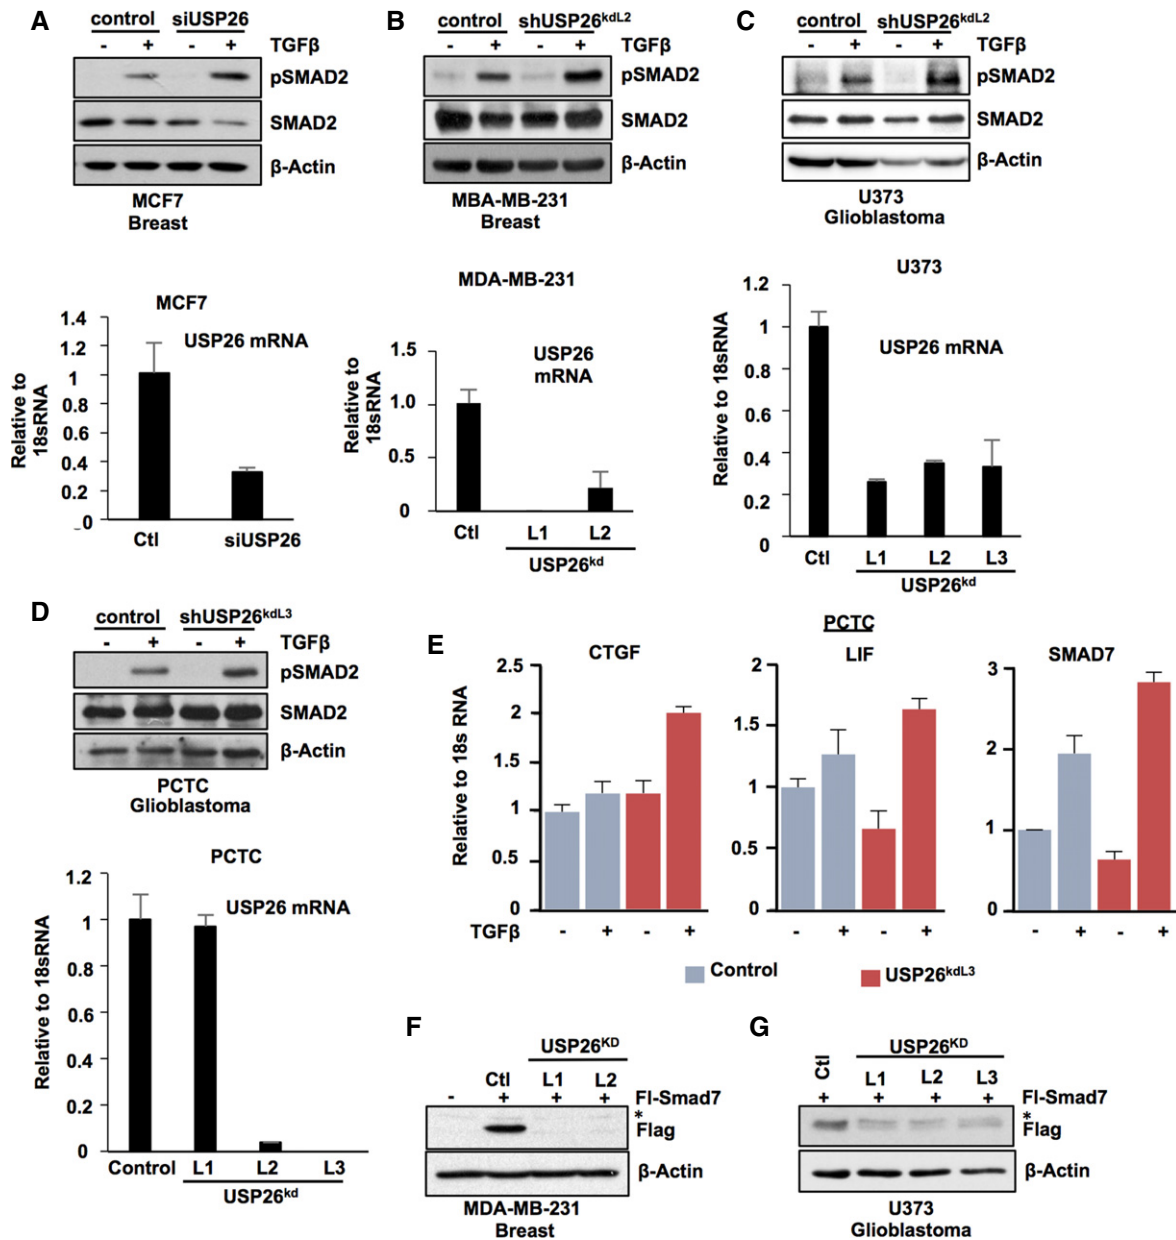 A
control siUSP26
- + - + TGFβ
pSMAD2
SMAD2
β-Actin
MCF7
Breast
MCF7
USP26 mRNA
Relative to
18sRNA
1.4
1.2
1
0.8
0.6
0.4
0.2
0
Ctl siUSP26
B
control shUSP26kdL2
- + - + TGFβ
pSMAD2
SMAD2
β-Actin
MBA-MB-231
Breast
MDA-MB-231
USP26
mRNA
Relative to
18sRNA
1.5
1.0
0.5
0
Ctl L1 L2
USP26kd
C
control shUSP26kdL2
- + - + TGFβ
pSMAD2
SMAD2
β-Actin
U373
Glioblastoma
U373
USP26 mRNA
Relative to 18sRNA
1.2
1
0.8
0.6
0.4
0.2
0
Ctl L1 L2 L3
USP26kd
D
control shUSP26kdL3
- + - + TGFβ
pSMAD2
SMAD2
β-Actin
PCTC
Glioblastoma
PCTC
USP26 mRNA
Relative to 18sRNA
1.2
1
0.8
0.6
0.4
0.2
0
Control L1 L2 L3
USP26kd
E
PCTC
CTGF
Relative to 18s RNA
2.5
2
1.5
1
0.5
0
TGFβ - + - +
LIF
2
1.5
1
0.5
0
- + - +
SMAD7
3
2
1
0
- + - +
Control USP26kdL3
F
USP26KD
Ctl L1 L2
- + + + Fl-Smad7
*
Flag
β-Actin
MDA-MB-231
Breast
G
USP26KD
Ctl L1 L2 L3
+ + + + Fl-Smad7
*
Flag
β-Actin
U373
Glioblastoma